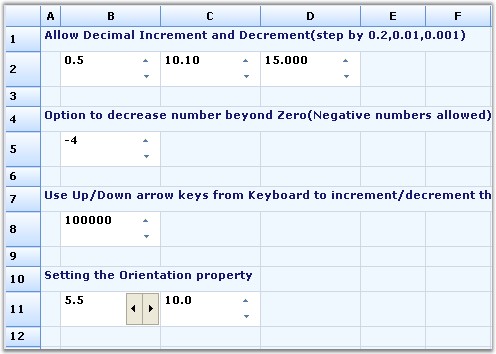 A B C D E F
1 Allow Decimal Increment and Decrement(step by 0.2,0.01,0.001)
2 0.5 10.10 15.000
3
4 Option to decrease number beyond Zero(Negative numbers allowed)
5 -4
6
7 Use Up/Down arrow keys from Keyboard to increment/decrement th
8 100000
9
10 Setting the Orientation property
11 5.5 10.0
12